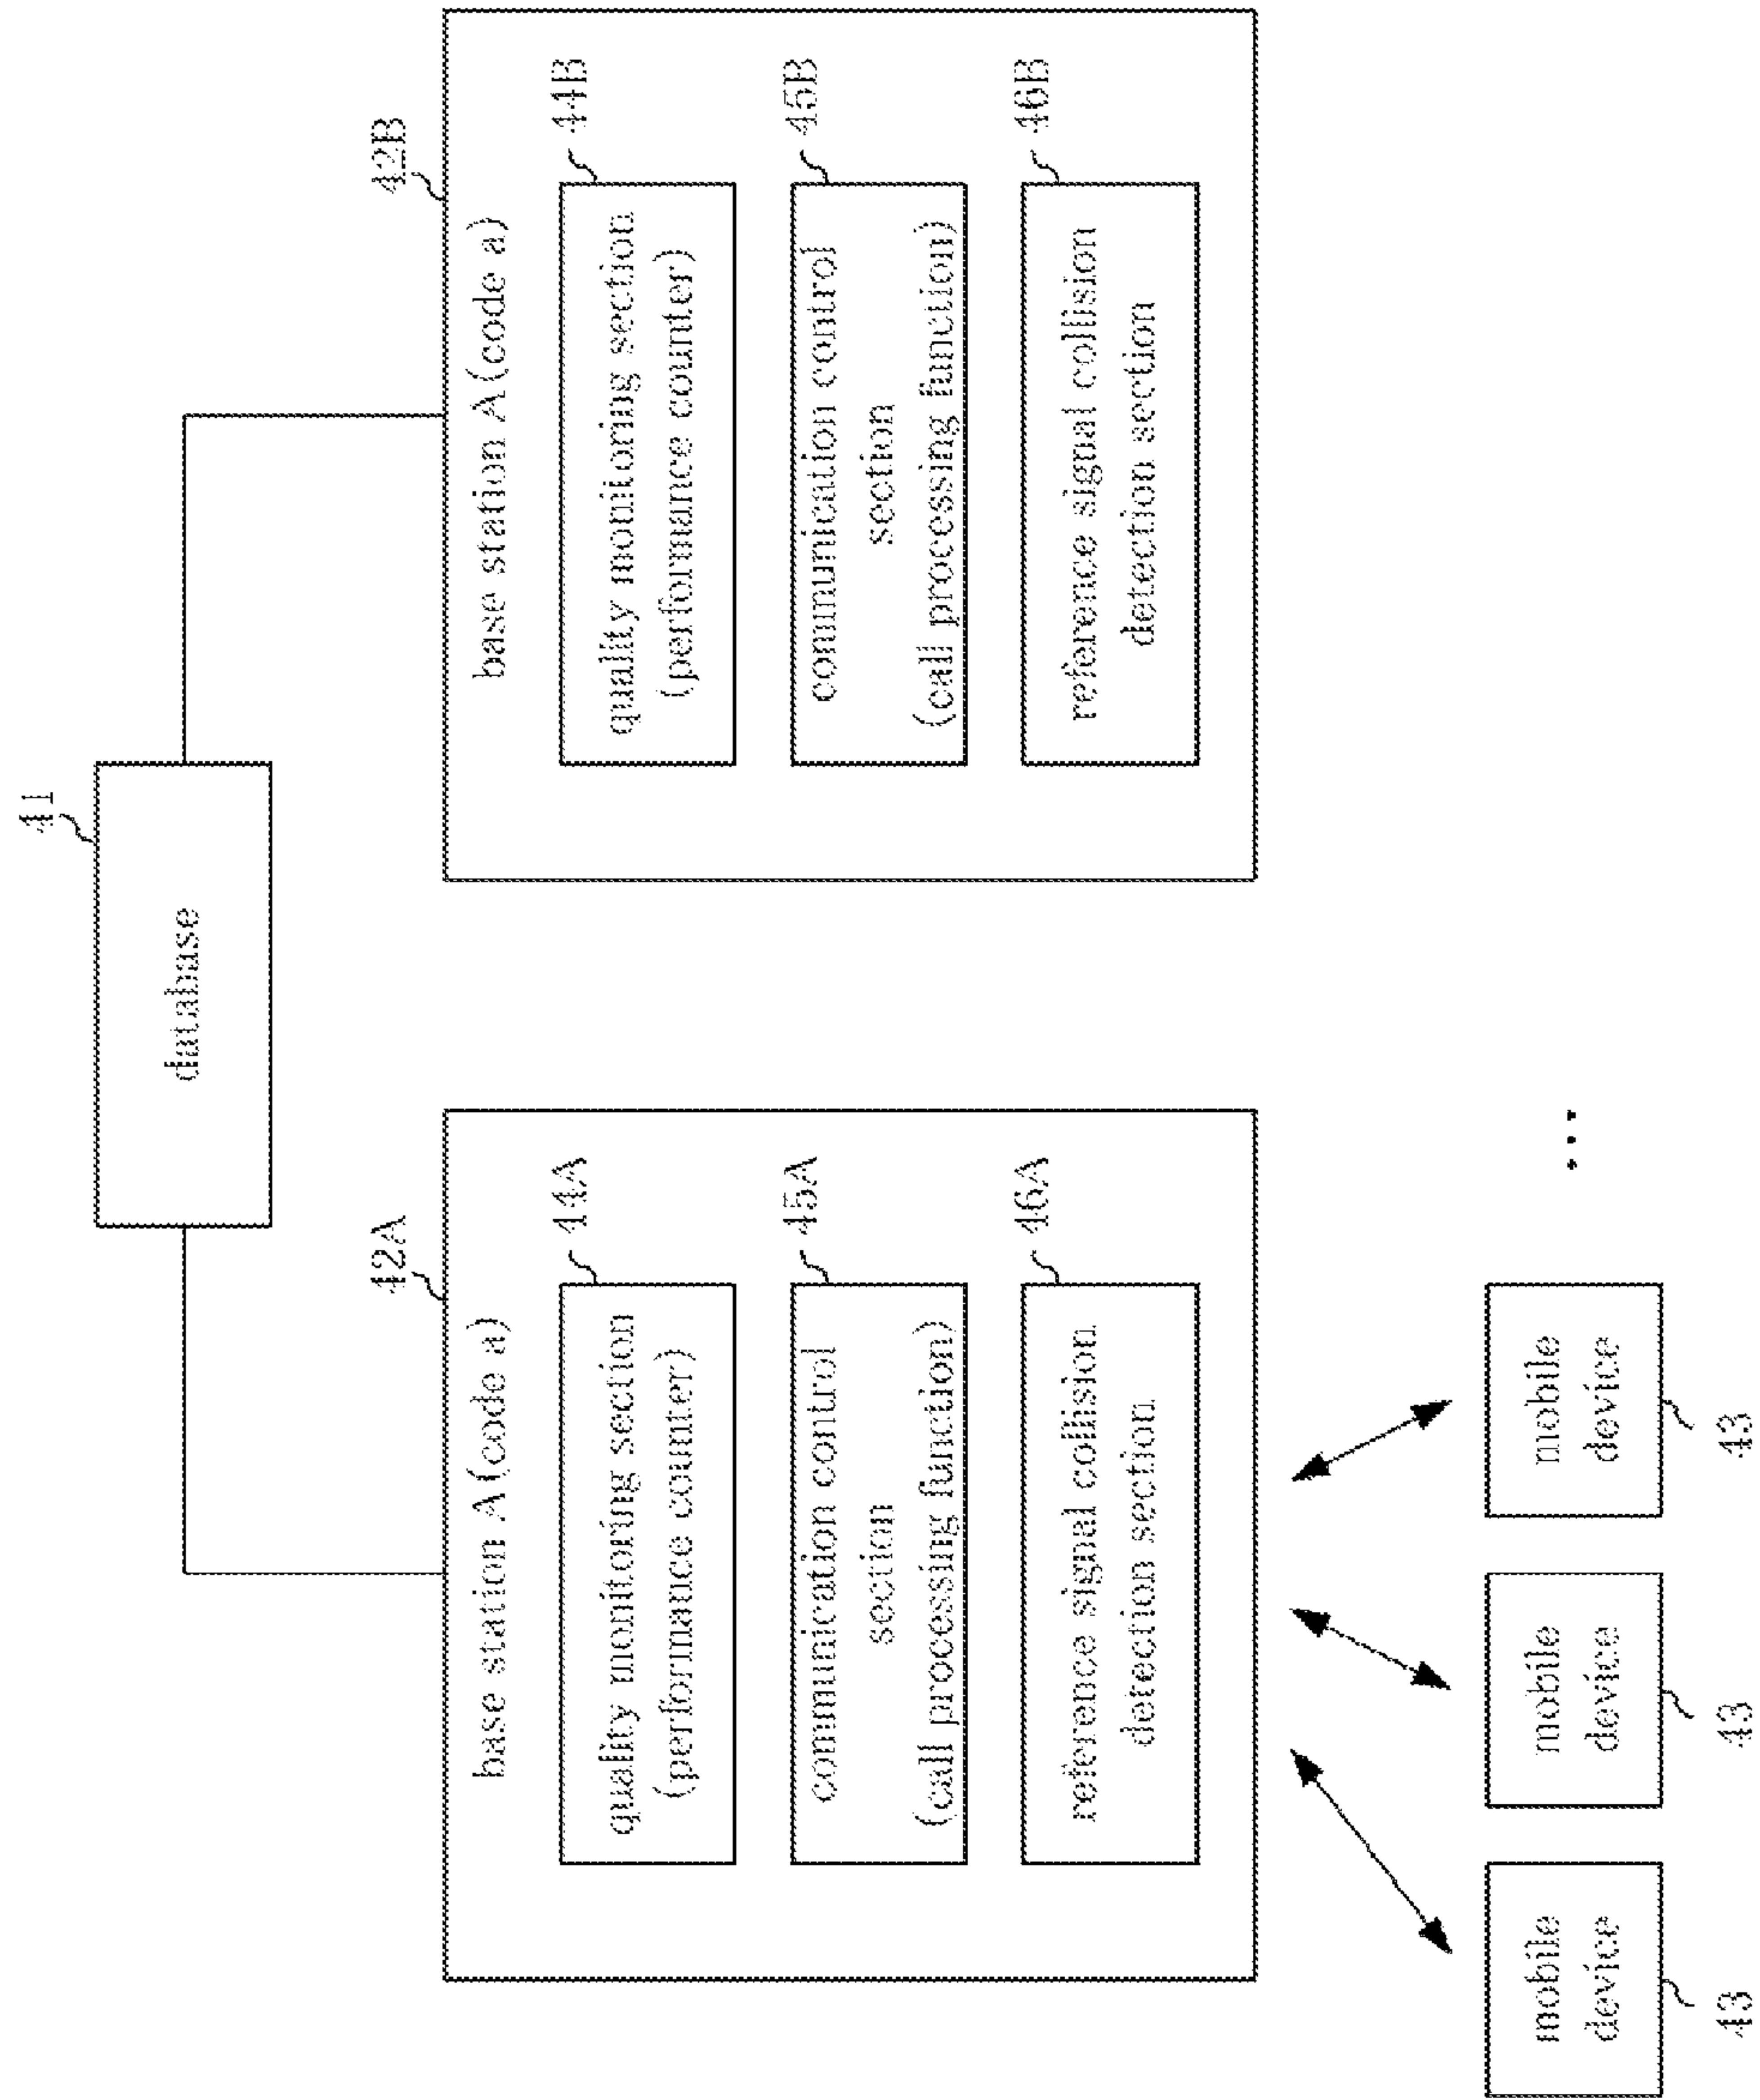 41
database
42A
base station A(code a)
44A
quality monitoring section
(performance counter)
45A
communication control
section
(call processing function)
46A
reference signal collision
detection section
42B
base station A(code a)
44B
quality monitoring section
(performance counter)
45B
communication control
section
(call processing function)
46B
reference signal collision
detection section
mobile
device
43
mobile
device
43
mobile
device
43
...